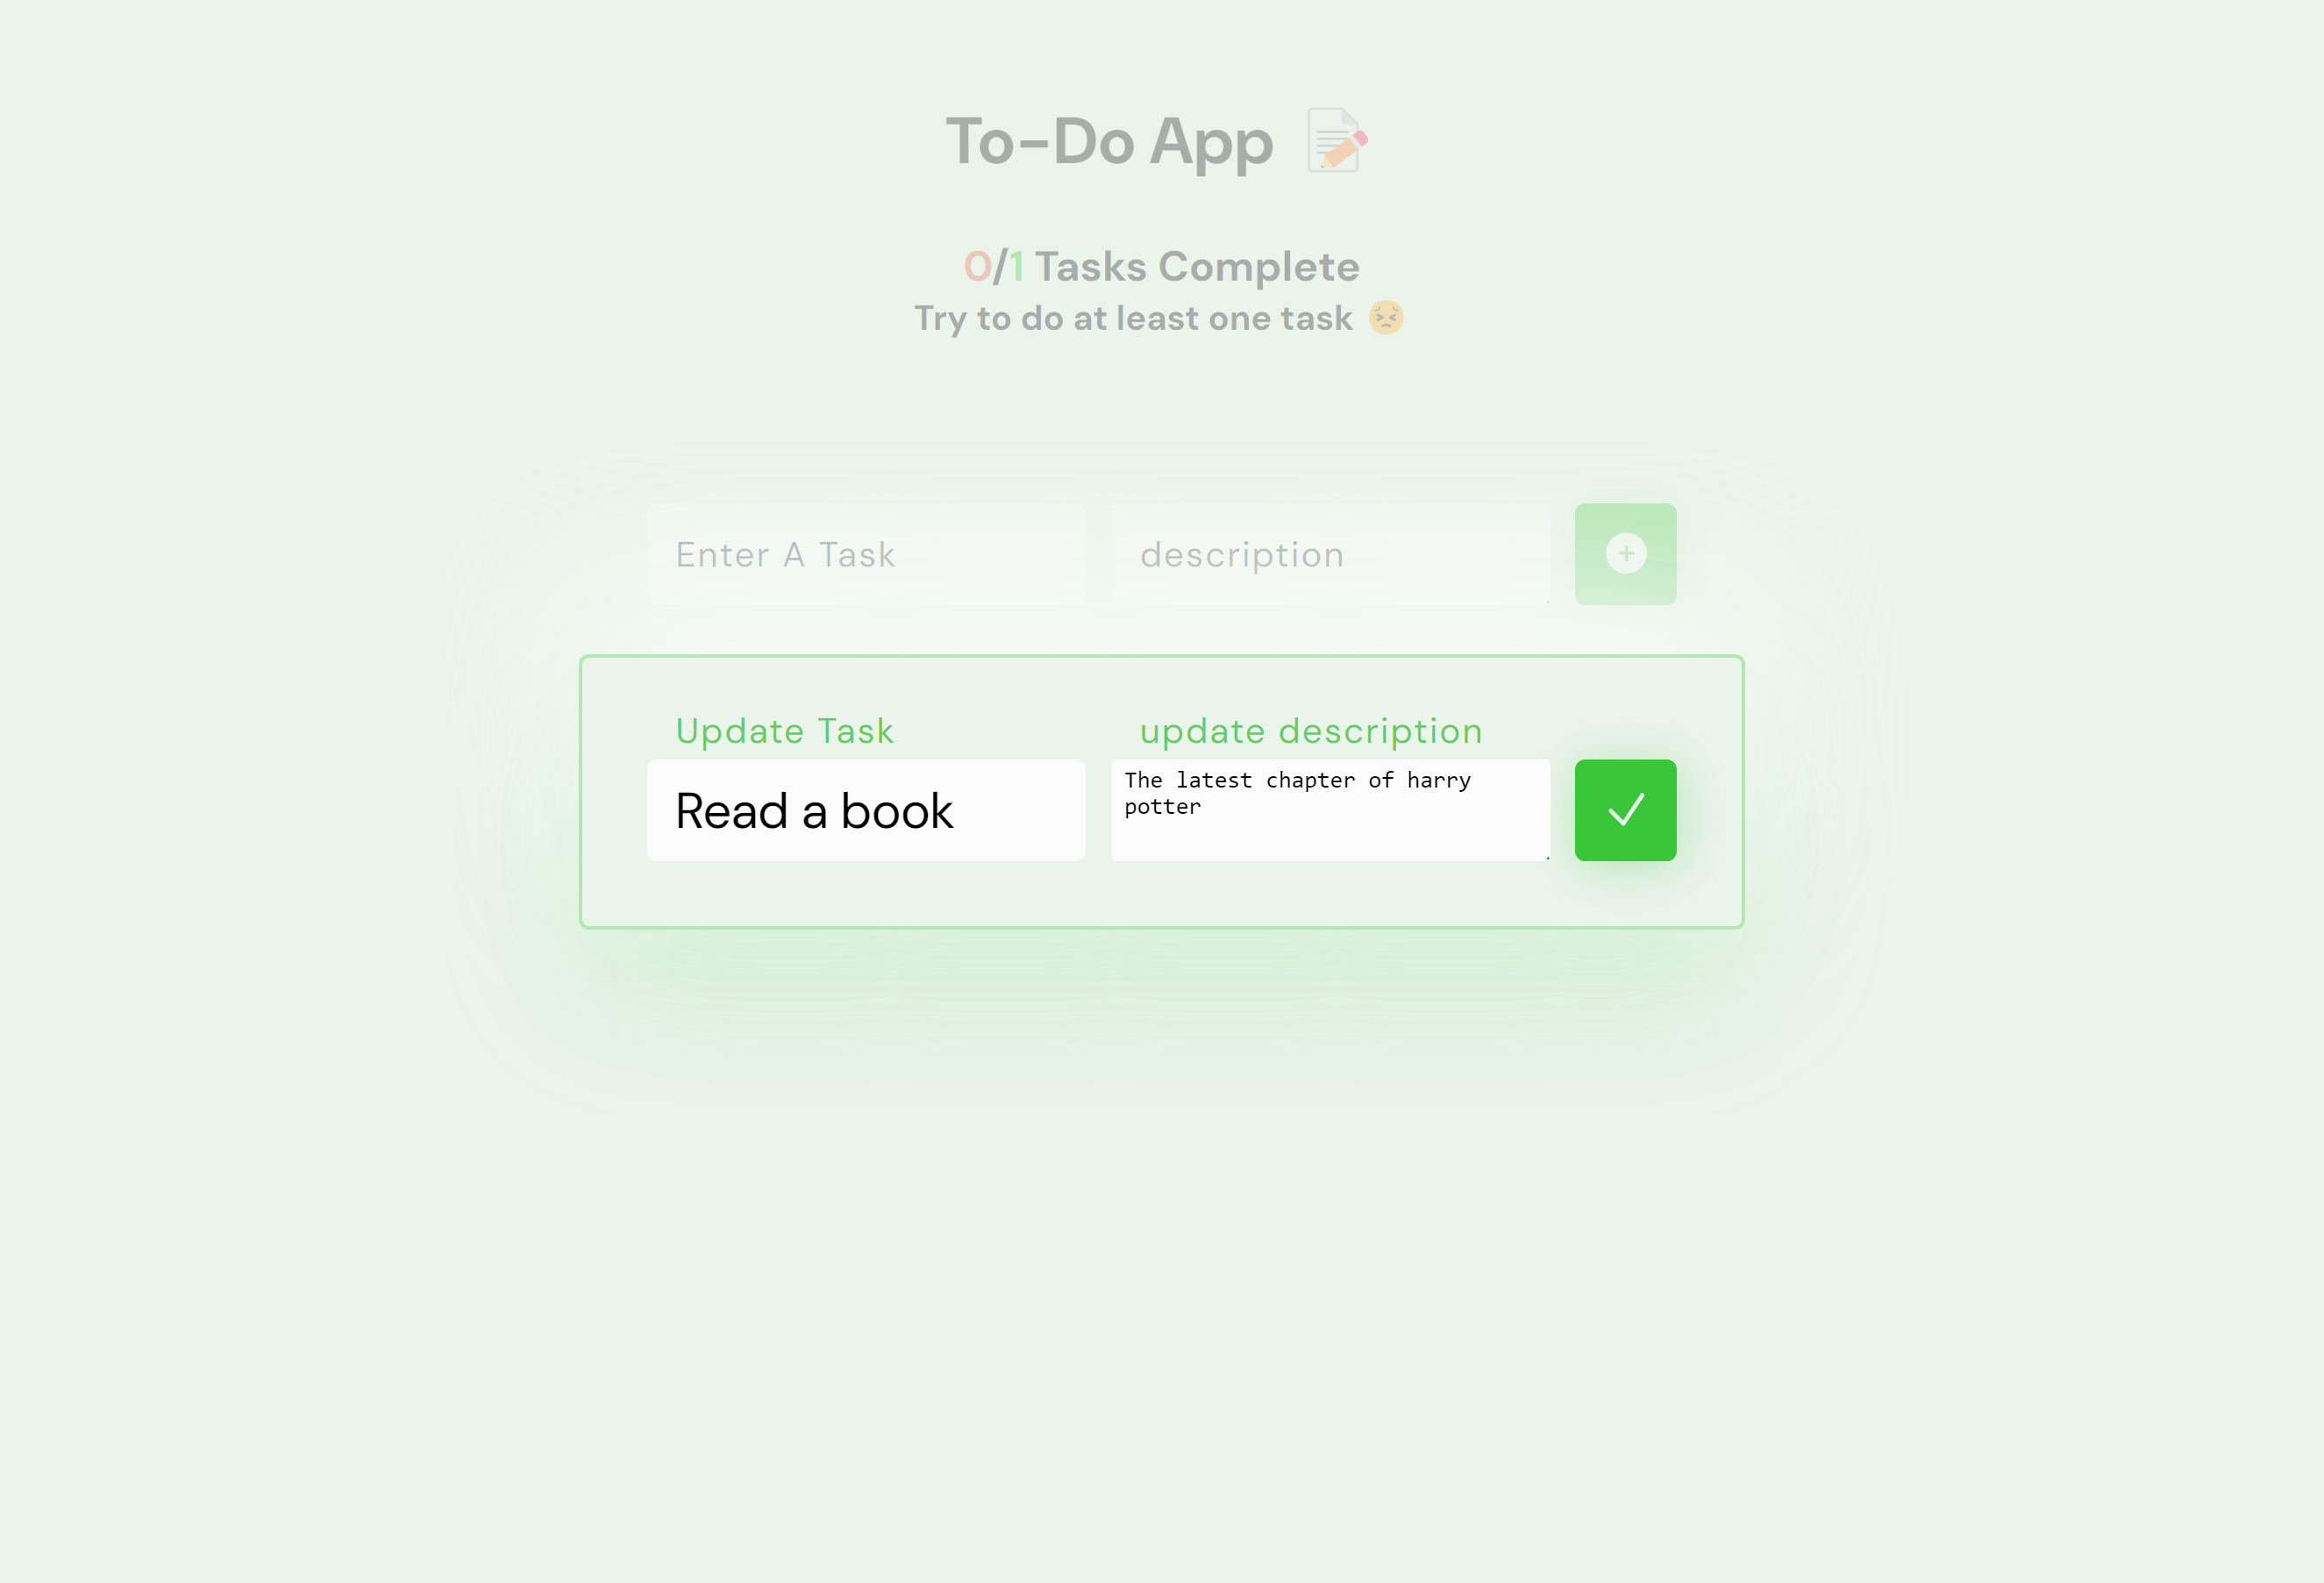 To-Do App
0/1 Tasks Complete
Try to do at least one task
Enter A Task
description
Update Task
update description
Read a book
The latest chapter of harry
potter